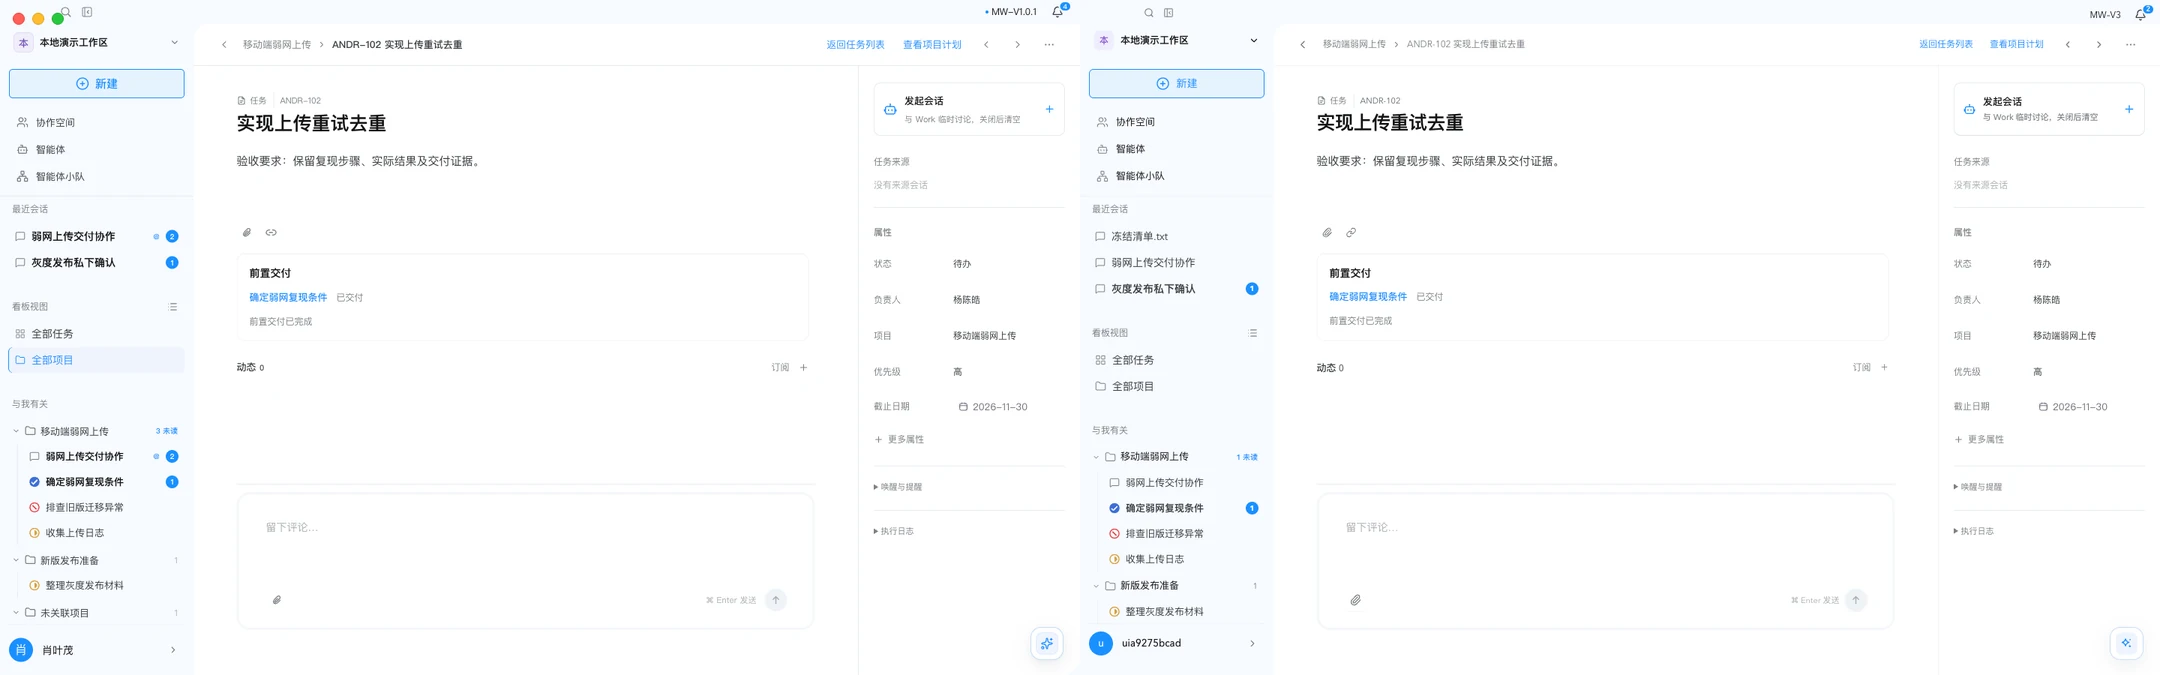 MW-V1.0.1
4
本 本地演示工作区
新建
协作空间
智能体
智能体小队
最近会话
弱网上传交付协作 @ 2
灰度发布私下确认 1
看板视图
全部任务
全部项目
与我有关
移动端弱网上传 3 未读
弱网上传交付协作 @ 2
确定弱网复现条件 1
排查旧版迁移异常
收集上传日志
新版发布准备 1
整理灰度发布材料
未关联项目 1
肖 肖叶茂
移动端弱网上传 > ANDR-102 实现上传重试去重
返回任务列表 查看项目计划
任务 ANDR-102
实现上传重试去重
验收要求：保留复现步骤、实际结果及交付证据。
前置交付
确定弱网复现条件 已交付
前置交付已完成
动态 0
订阅 +
留下评论...
⌘ Enter 发送
发起会话
与 Work 临时讨论，关闭后清空
任务来源
没有来源会话
属性
状态 待办
负责人 杨陈皓
项目 移动端弱网上传
优先级 高
截止日期 2026-11-30
+ 更多属性
唤醒与提醒
执行日志
MW-V3
2
本 本地演示工作区
新建
协作空间
智能体
智能体小队
最近会话
冻结清单.txt
弱网上传交付协作
灰度发布私下确认 1
看板视图
全部任务
全部项目
与我有关
移动端弱网上传 1 未读
弱网上传交付协作
确定弱网复现条件 1
排查旧版迁移异常
收集上传日志
新版发布准备 1
整理灰度发布材料
u uia9275bcad
移动端弱网上传 > ANDR-102 实现上传重试去重
返回任务列表 查看项目计划
任务 ANDR-102
实现上传重试去重
验收要求：保留复现步骤、实际结果及交付证据。
前置交付
确定弱网复现条件 已交付
前置交付已完成
动态 0
订阅 +
留下评论...
⌘ Enter 发送
发起会话
与 Work 临时讨论，关闭后清空
任务来源
没有来源会话
属性
状态 待办
负责人 杨陈皓
项目 移动端弱网上传
优先级 高
截止日期 2026-11-30
+ 更多属性
唤醒与提醒
执行日志